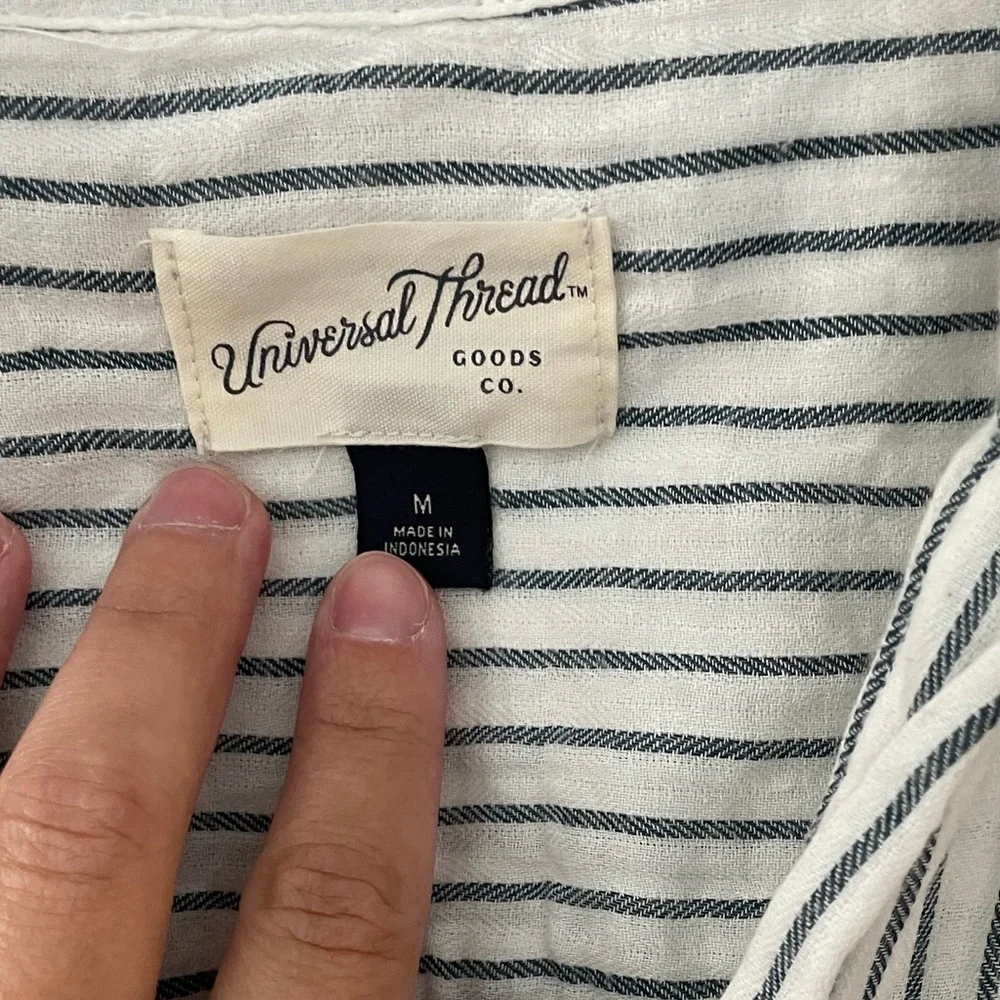 Universal Thread™
GOODS
CO.
M
MADE IN
INDONESIA